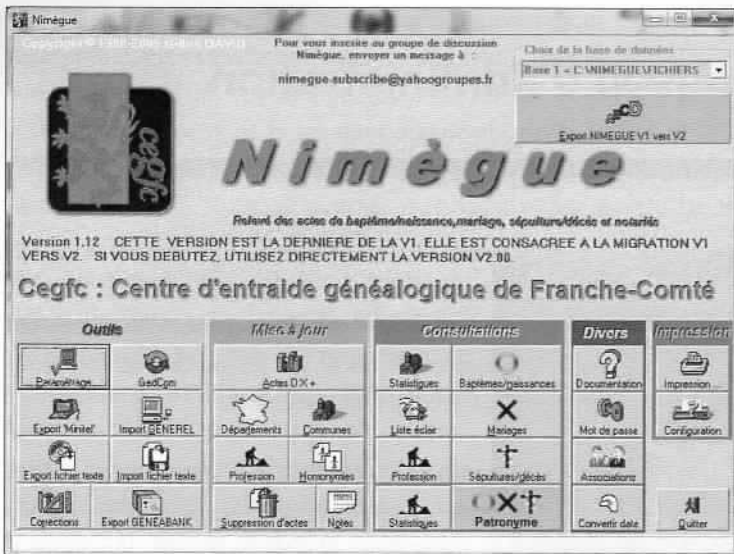 Nimègue
Pour vous inscrire au groupe de discussion
Nimègue, envoyer un message à :
nimegue-subscribe@yahoogroupes.fr
Choix de la base de données
Base 1 = C:\NIMEGUE\FICHIERS
Export NIMEGUE V1 vers V2
cegfc
Nimègue
Relevé des actes de baptême/naissance,mariage, sépulture/décès et notariés
Version 1.12 CETTE VERSION EST LA DERNIERE DE LA V1. ELLE EST CONSACREE A LA MIGRATION V1
VERS V2. SI VOUS DEBUTEZ, UTILISEZ DIRECTEMENT LA VERSION V2.00.
Cegfc : Centre d'entraide généalogique de Franche-Comté
Outils
Paramétrage...
GedCom
Export 'Minitel'
Import GENEREL
Export fichier texte
Import fichier texte
Corrections
Export GENEABANK
Mise à jour
Actes O X +
Départements
Communes
Profession
Homonymies
Suppression d'actes
Notes
Consultations
Statistiques
Baptêmes/naissances
Liste éclair
Mariages
Profession
Sépultures/décès
Statistiques
Patronyme
Divers
Documentation
Mot de passe
Associations
Convertir date
Impression
Impression ...
Configuration
Quitter